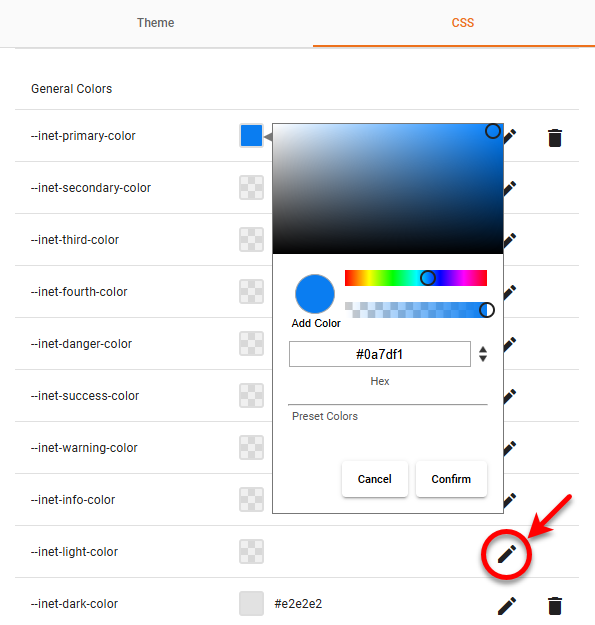 Theme
CSS
General Colors
--inet-primary-color
--inet-secondary-color
--inet-third-color
--inet-fourth-color
Add Color
--inet-danger-color
#0a7df1
Hex
--inet-success-color
Preset Colors
--inet-warning-color
Cancel
Confirm
--inet-info-color
--inet-light-color
--inet-dark-color
#e2e2e2